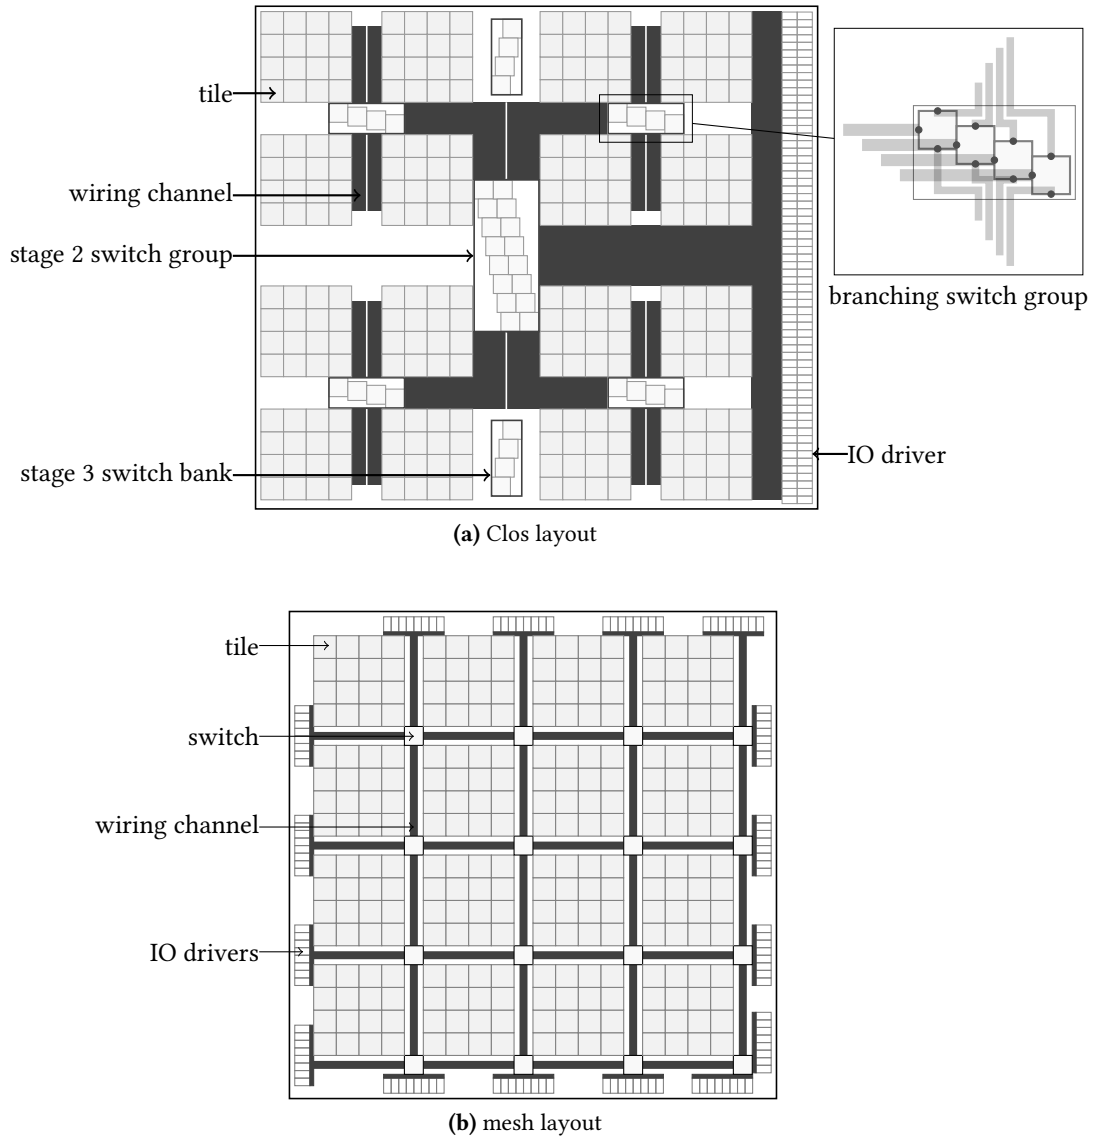 tile
wiring channel
stage 2 switch group
branching switch group
stage 3 switch bank
IO driver
(a) Clos layout
tile
switch
wiring channel
IO drivers
(b) mesh layout